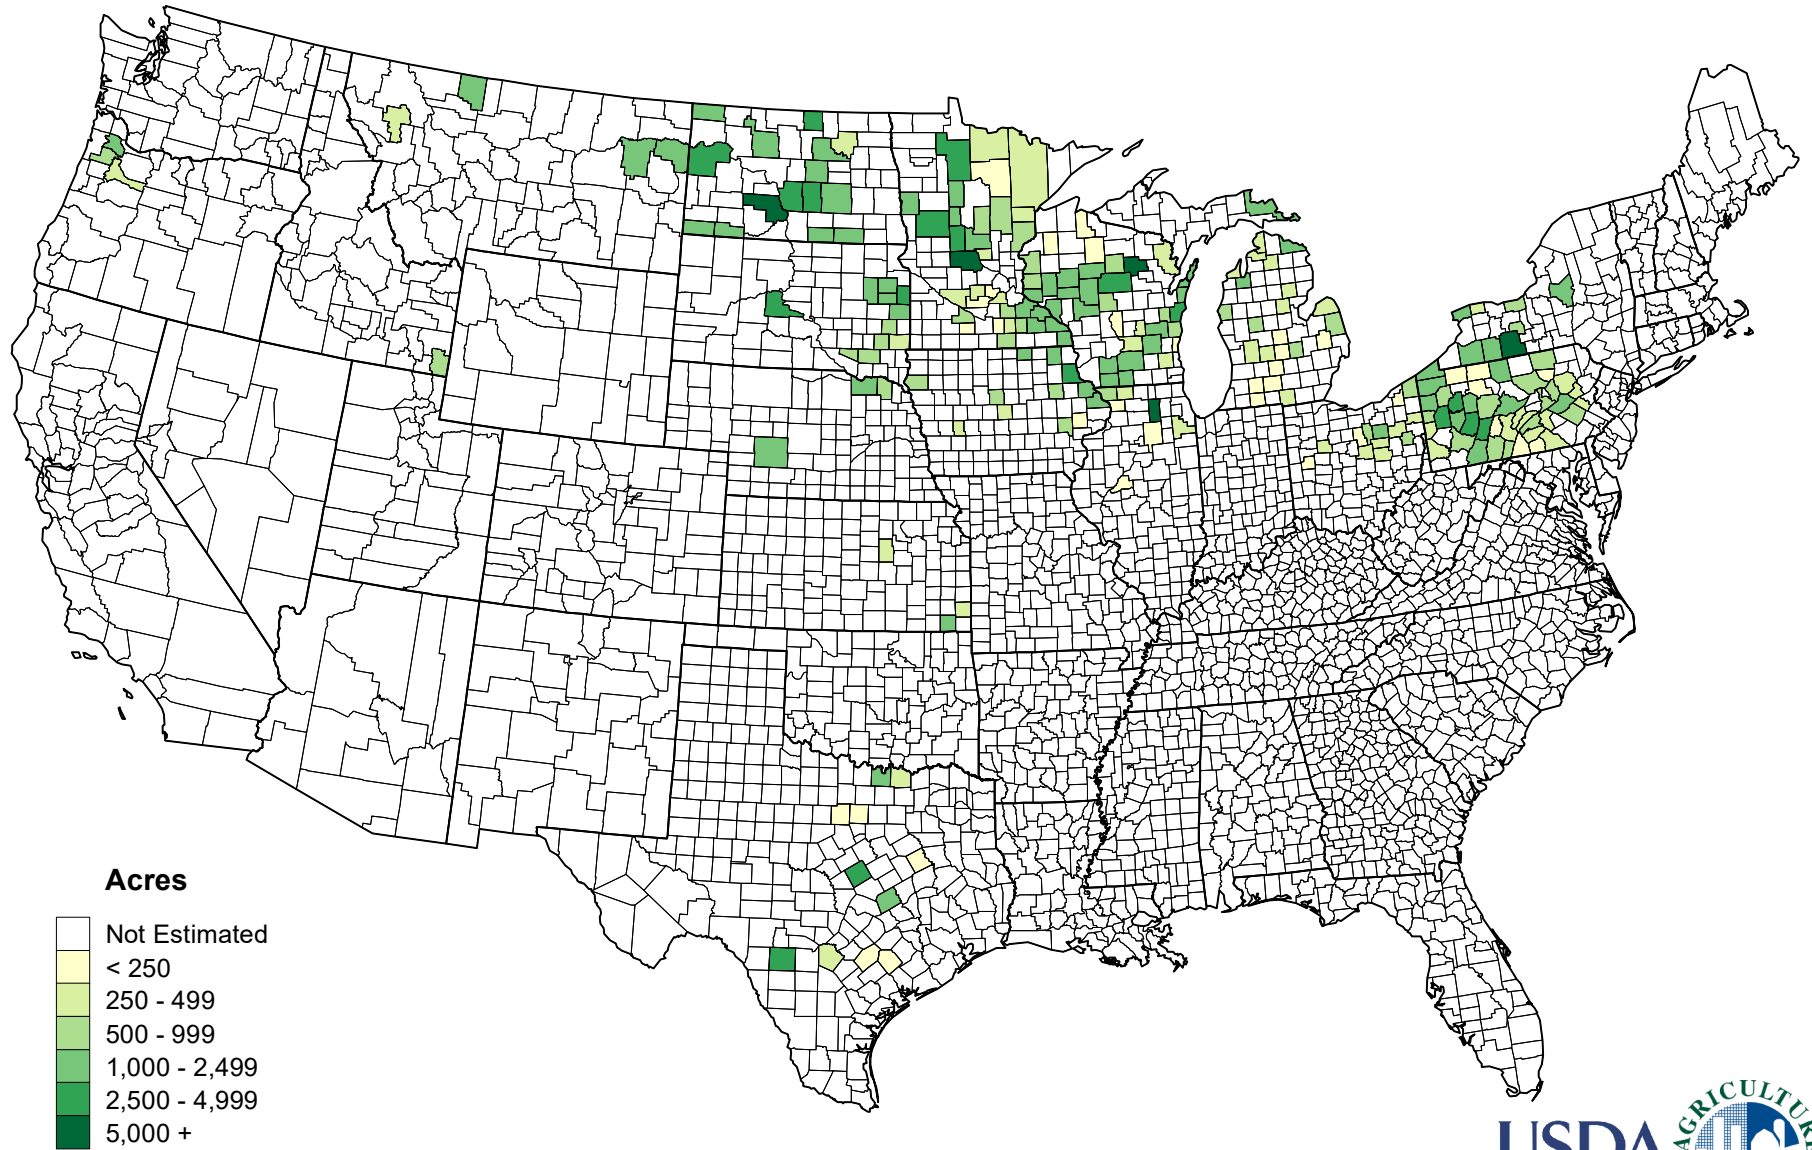 Acres
Not Estimated
< 250
250 - 499
500 - 999
1,000 - 2,499
2,500 - 4,999
5,000 +
USDA
AGRICULTURE